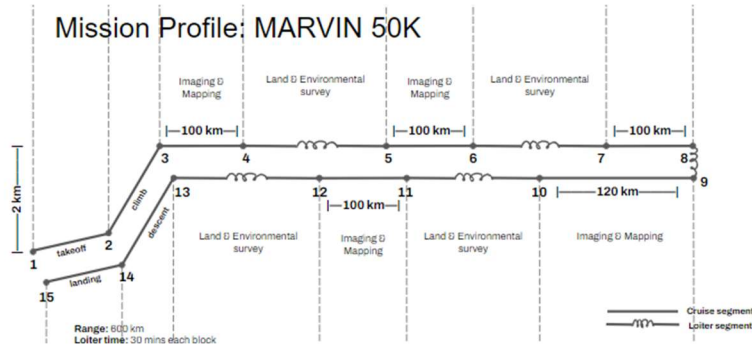 Mission Profile: MARVIN 50K
Imaging &
Mapping
Land & Environmental
survey
Imaging &
Mapping
Land & Environmental
survey
100 km
100 km
100 km
3
4
5
6
7
8
2 km
climb
13
12
11
10
9
descent
100 km
120 km
2
takeoff
1
14
landing
15
Land & Environmental
survey
Imaging &
Mapping
Land & Environmental
survey
Imaging & Mapping
Cruise segment
Loiter segment
Range: 600 km
Loiter time: 30 mins each block